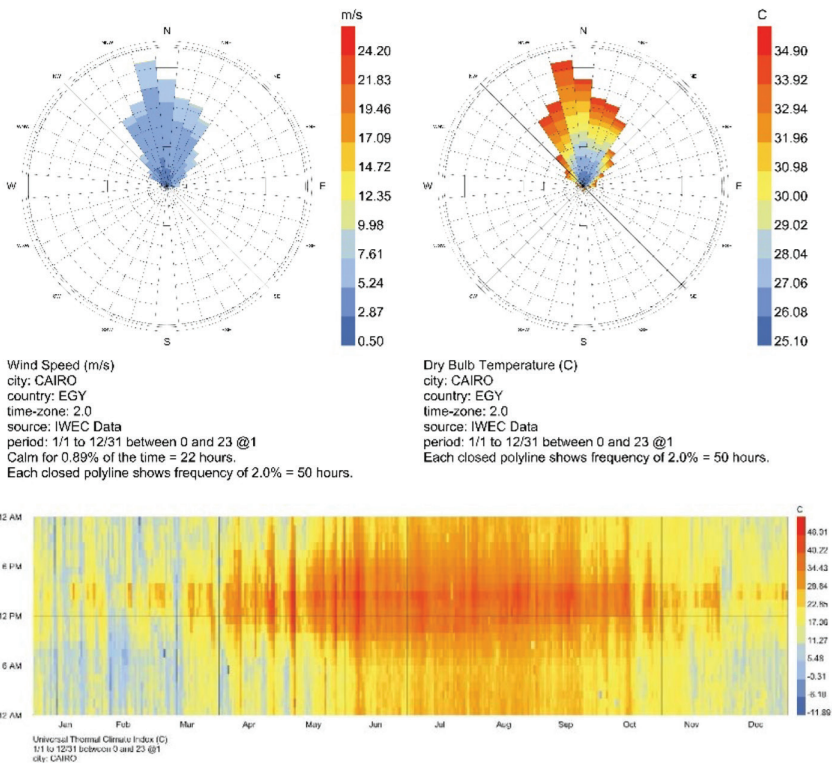 m/s
N
24.20
21.83
19.46
17.09
14.72
12.35
9.98
7.61
5.24
2.87
0.50
W
E
S
NW
SE
C
N
34.90
33.92
32.94
31.96
30.98
30.00
29.02
28.04
27.06
26.08
25.10
W
E
NW
SE
S
Wind Speed (m/s)
city: CAIRO
country: EGY
time-zone: 2.0
source: IWEC Data
period: 1/1 to 12/31 between 0 and 23 @1
Calm for 0.89% of the time = 22 hours.
Each closed polyline shows frequency of 2.0% = 50 hours.
Dry Bulb Temperature (C)
city: CAIRO
country: EGY
time-zone: 2.0
source: IWEC Data
period: 1/1 to 12/31 between 0 and 23 @1
Each closed polyline shows frequency of 2.0% = 50 hours.
12 AM
6 PM
12 PM
6 AM
12 AM
Jan Feb Mar Apr May Jun Jul Aug Sep Oct Nov Dec
C
40.22
34.43
17.06
11.27
5.48
-0.31
-6.10
-11.89
Universal Thermal Climate Index (C)
1/1 to 12/31 between 0 and 23 @1
city: CAIRO